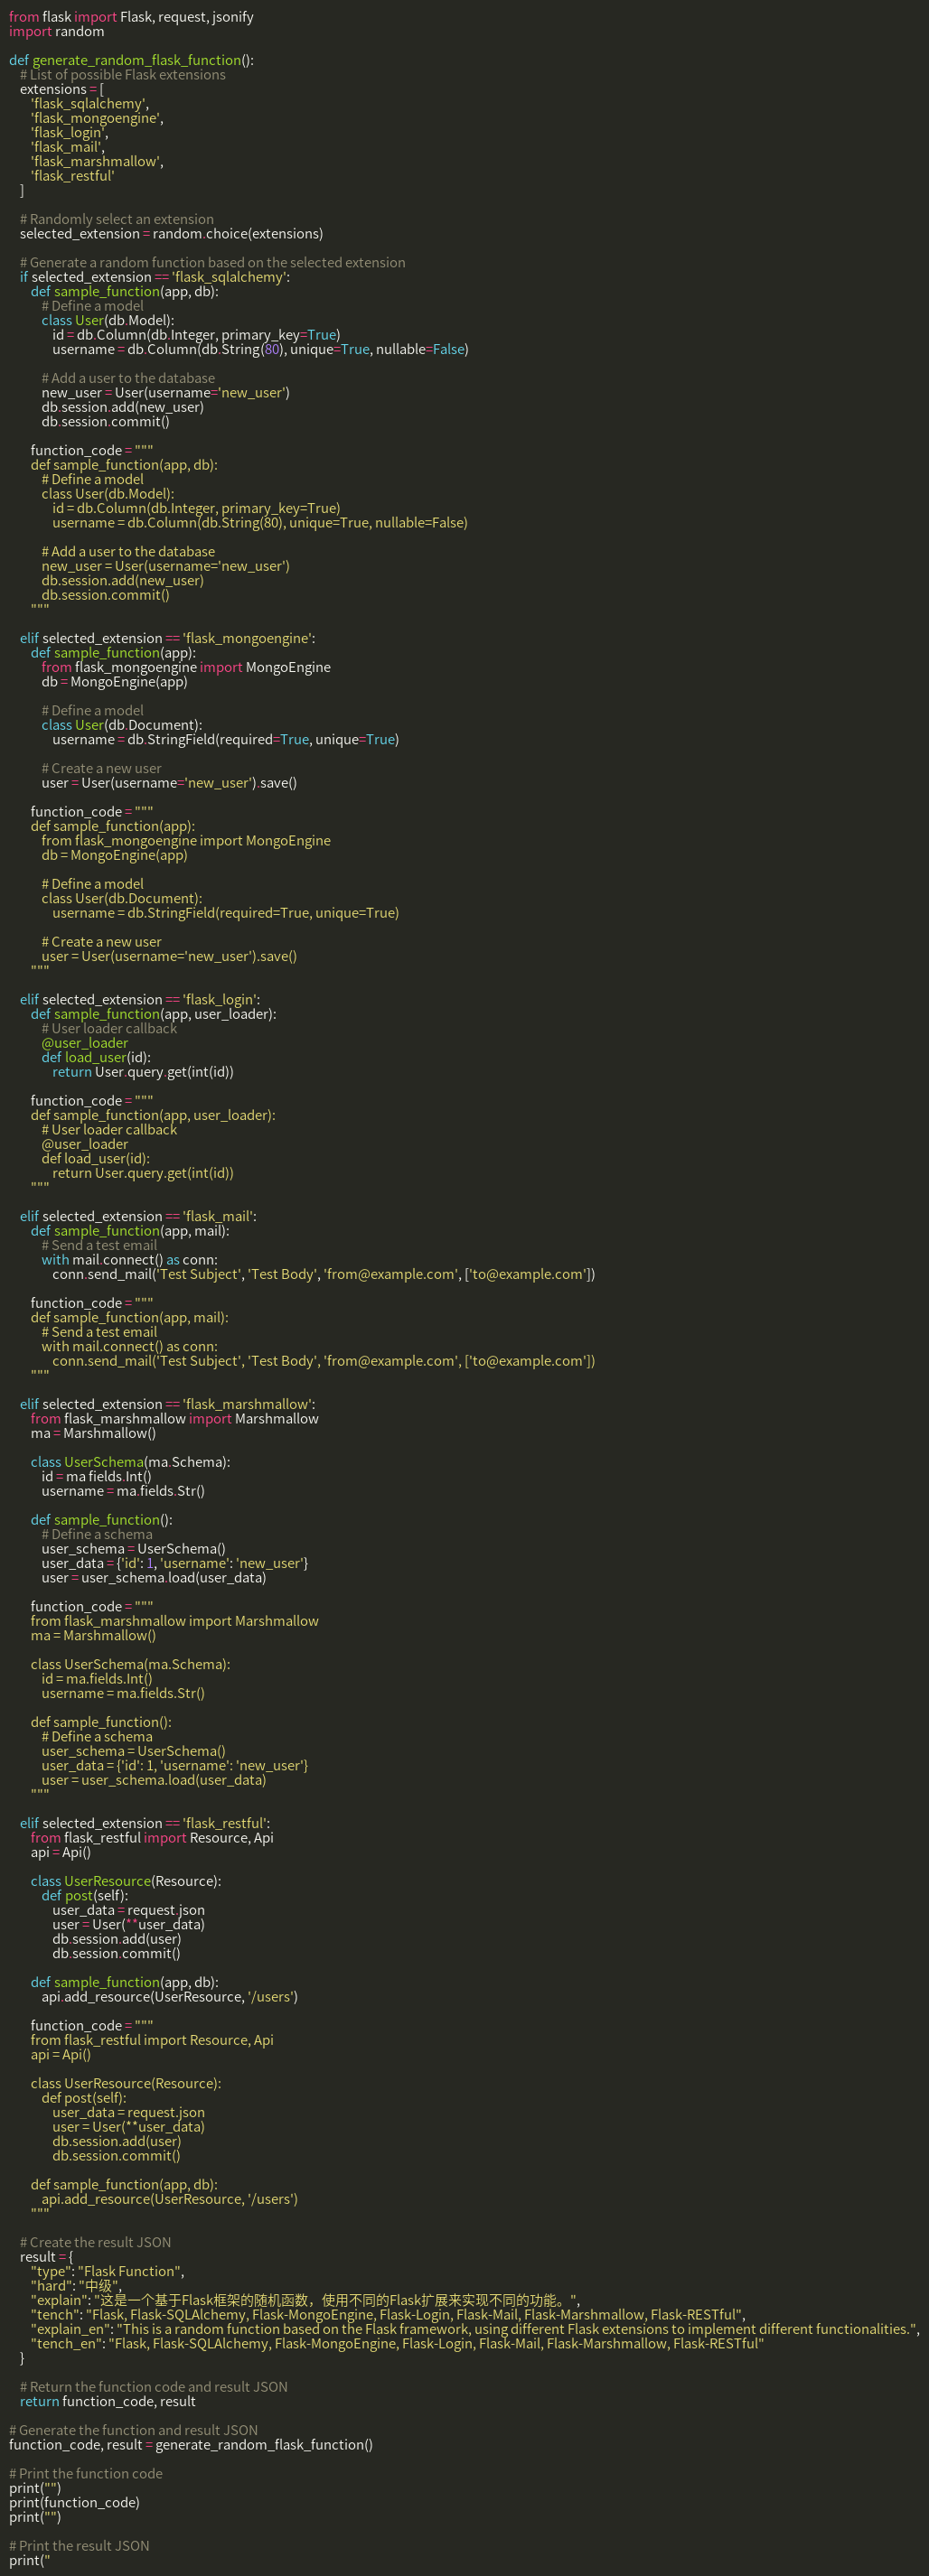 from flask import Flask, request, jsonify
import random

def generate_random_flask_function():
    # List of possible Flask extensions
    extensions = [
        'flask_sqlalchemy',
        'flask_mongoengine',
        'flask_login',
        'flask_mail',
        'flask_marshmallow',
        'flask_restful'
    ]

    # Randomly select an extension
    selected_extension = random.choice(extensions)

    # Generate a random function based on the selected extension
    if selected_extension == 'flask_sqlalchemy':
        def sample_function(app, db):
            # Define a model
            class User(db.Model):
                id = db.Column(db.Integer, primary_key=True)
                username = db.Column(db.String(80), unique=True, nullable=False)

            # Add a user to the database
            new_user = User(username='new_user')
            db.session.add(new_user)
            db.session.commit()

        function_code = """
        def sample_function(app, db):
            # Define a model
            class User(db.Model):
                id = db.Column(db.Integer, primary_key=True)
                username = db.Column(db.String(80), unique=True, nullable=False)

            # Add a user to the database
            new_user = User(username='new_user')
            db.session.add(new_user)
            db.session.commit()
        """

    elif selected_extension == 'flask_mongoengine':
        def sample_function(app):
            from flask_mongoengine import MongoEngine
            db = MongoEngine(app)

            # Define a model
            class User(db.Document):
                username = db.StringField(required=True, unique=True)

            # Create a new user
            user = User(username='new_user').save()

        function_code = """
        def sample_function(app):
            from flask_mongoengine import MongoEngine
            db = MongoEngine(app)

            # Define a model
            class User(db.Document):
                username = db.StringField(required=True, unique=True)

            # Create a new user
            user = User(username='new_user').save()
        """

    elif selected_extension == 'flask_login':
        def sample_function(app, user_loader):
            # User loader callback
            @user_loader
            def load_user(id):
                return User.query.get(int(id))

        function_code = """
        def sample_function(app, user_loader):
            # User loader callback
            @user_loader
            def load_user(id):
                return User.query.get(int(id))
        """

    elif selected_extension == 'flask_mail':
        def sample_function(app, mail):
            # Send a test email
            with mail.connect() as conn:
                conn.send_mail('Test Subject', 'Test Body', 'from@example.com', ['to@example.com'])

        function_code = """
        def sample_function(app, mail):
            # Send a test email
            with mail.connect() as conn:
                conn.send_mail('Test Subject', 'Test Body', 'from@example.com', ['to@example.com'])
        """

    elif selected_extension == 'flask_marshmallow':
        from flask_marshmallow import Marshmallow
        ma = Marshmallow()

        class UserSchema(ma.Schema):
            id = ma fields.Int()
            username = ma.fields.Str()

        def sample_function():
            # Define a schema
            user_schema = UserSchema()
            user_data = {'id': 1, 'username': 'new_user'}
            user = user_schema.load(user_data)

        function_code = """
        from flask_marshmallow import Marshmallow
        ma = Marshmallow()

        class UserSchema(ma.Schema):
            id = ma.fields.Int()
            username = ma.fields.Str()

        def sample_function():
            # Define a schema
            user_schema = UserSchema()
            user_data = {'id': 1, 'username': 'new_user'}
            user = user_schema.load(user_data)
        """

    elif selected_extension == 'flask_restful':
        from flask_restful import Resource, Api
        api = Api()

        class UserResource(Resource):
            def post(self):
                user_data = request.json
                user = User(**user_data)
                db.session.add(user)
                db.session.commit()

        def sample_function(app, db):
            api.add_resource(UserResource, '/users')

        function_code = """
        from flask_restful import Resource, Api
        api = Api()

        class UserResource(Resource):
            def post(self):
                user_data = request.json
                user = User(**user_data)
                db.session.add(user)
                db.session.commit()

        def sample_function(app, db):
            api.add_resource(UserResource, '/users')
        """

    # Create the result JSON
    result = {
        "type": "Flask Function",
        "hard": "中级",
        "explain": "这是一个基于Flask框架的随机函数，使用不同的Flask扩展来实现不同的功能。",
        "tench": "Flask, Flask-SQLAlchemy, Flask-MongoEngine, Flask-Login, Flask-Mail, Flask-Marshmallow, Flask-RESTful",
        "explain_en": "This is a random function based on the Flask framework, using different Flask extensions to implement different functionalities.",
        "tench_en": "Flask, Flask-SQLAlchemy, Flask-MongoEngine, Flask-Login, Flask-Mail, Flask-Marshmallow, Flask-RESTful"
    }

    # Return the function code and result JSON
    return function_code, result

# Generate the function and result JSON
function_code, result = generate_random_flask_function()

# Print the function code
print("")
print(function_code)
print("")

# Print the result JSON
print("